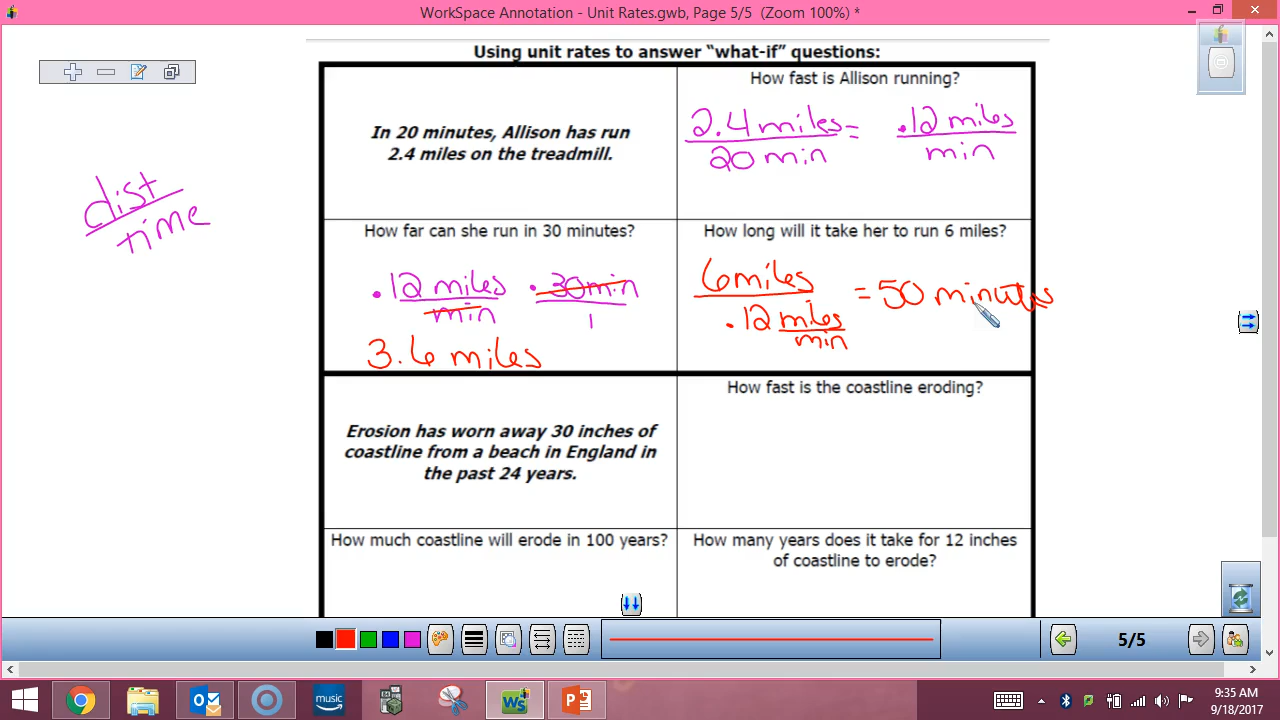 WorkSpace Annotation - Unit Rates.gwb, Page 5/5 (Zoom 100%) *
Using unit rates to answer “what-if” questions:
In 20 minutes, Allison has run
2.4 miles on the treadmill.
How fast is Allison running?
2.4 miles = .12 miles
20 min min
dist
time
How far can she run in 30 minutes?
.12 miles . 30min
min 1
3.6 miles
How long will it take her to run 6 miles?
6 miles = 50 minutes
.12 miles
min
Erosion has worn away 30 inches of
coastline from a beach in England in
the past 24 years.
How fast is the coastline eroding?
How much coastline will erode in 100 years?
How many years does it take for 12 inches
of coastline to erode?
5/5
music
WS
9:35 AM
9/18/2017